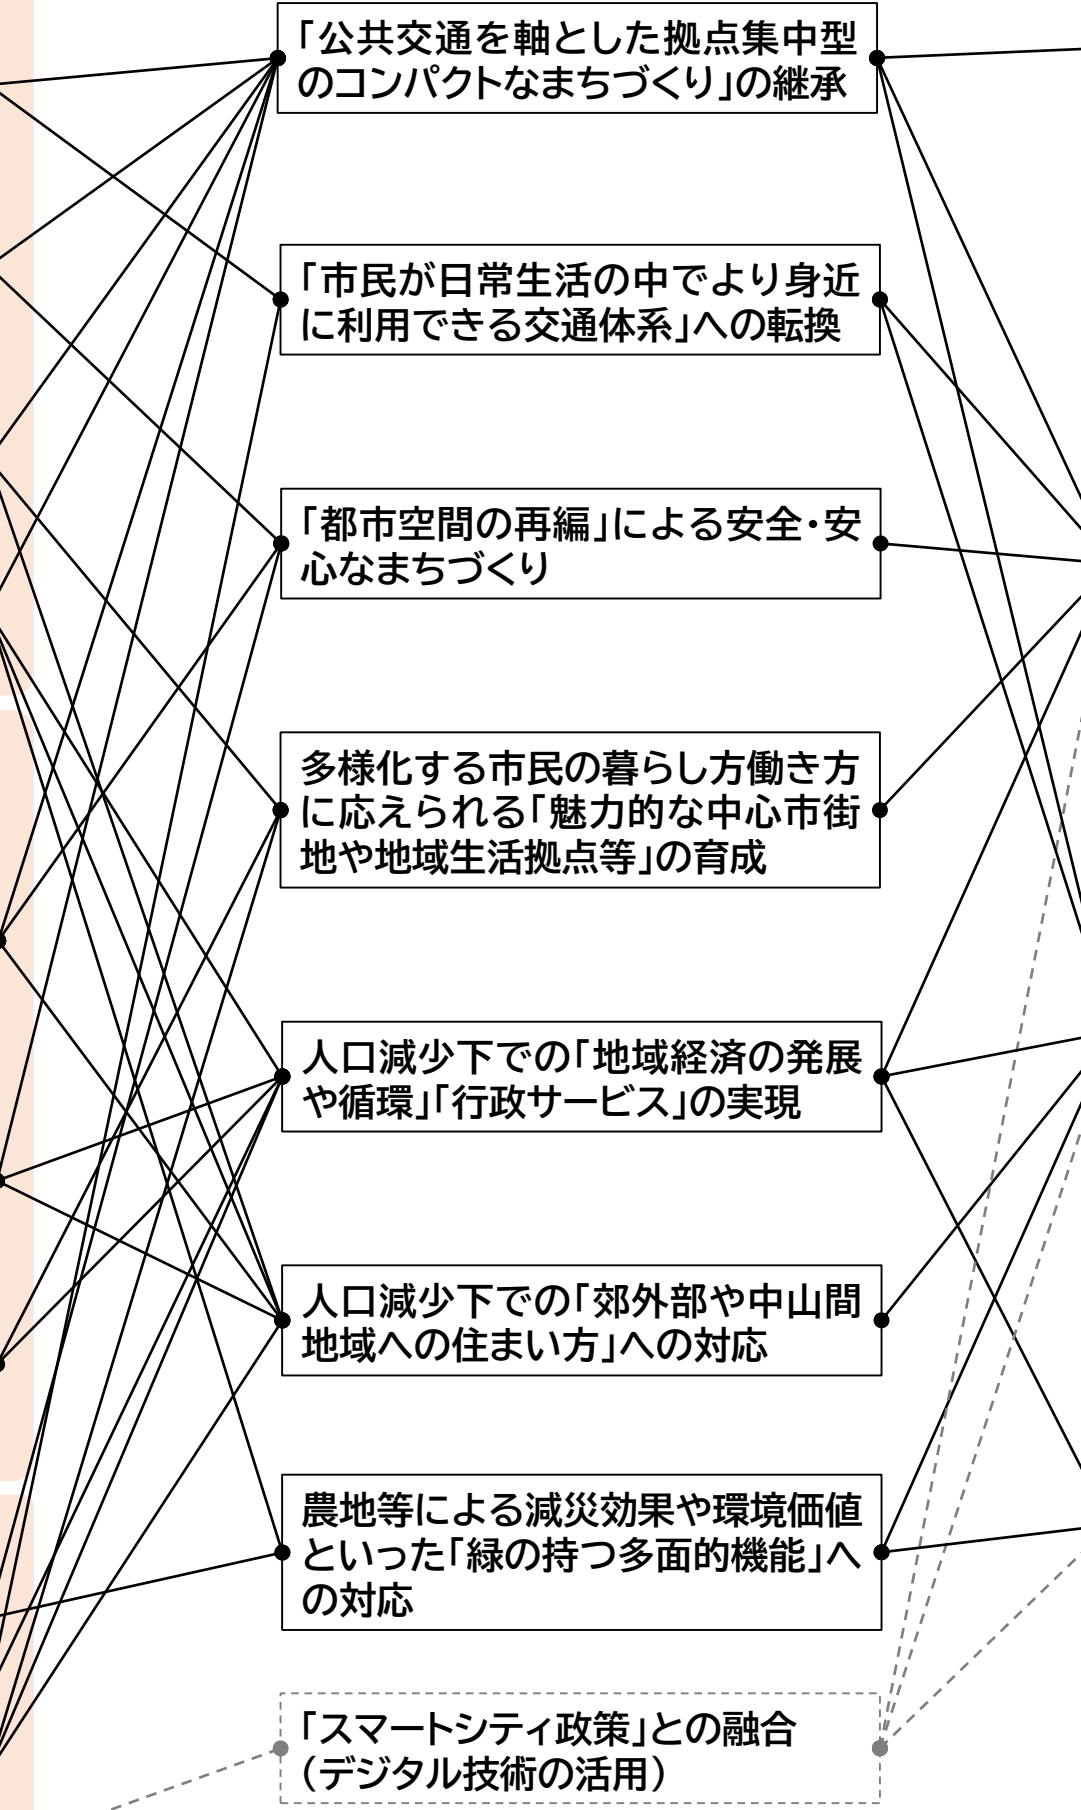 「公共交通を軸とした拠点集中型
のコンパクトなまちづくり」の継承
「市民が日常生活の中でより身近
に利用できる交通体系」への転換
「都市空間の再編」による安全・安
心なまちづくり
多様化する市民の暮らし方働き方
に応えられる「魅力的な中心市街
地や地域生活拠点等」の育成
人口減少下での「地域経済の発展
や循環」「行政サービス」の実現
人口減少下での「郊外部や中山間
地域への住まい方」への対応
農地等による減災効果や環境価値
といった「緑の持つ多面的機能」へ
の対応
「スマートシティ政策」との融合
（デジタル技術の活用）